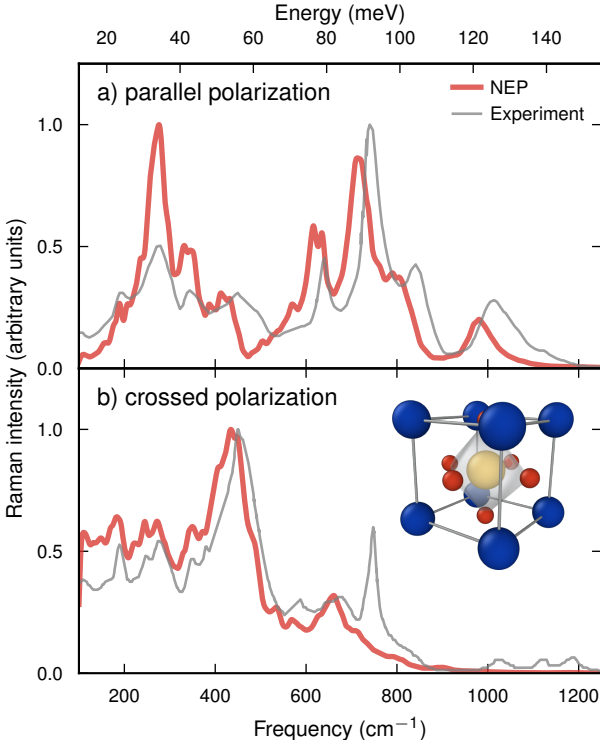 Energy (meV)
20 40 60 80 100 120 140
a) parallel polarization
NEP
Experiment
1.0
0.5
0.0
Raman intensity (arbitrary units)
b) crossed polarization
1.0
0.5
0.0
200 400 600 800 1000 1200
Frequency (cm⁻¹)